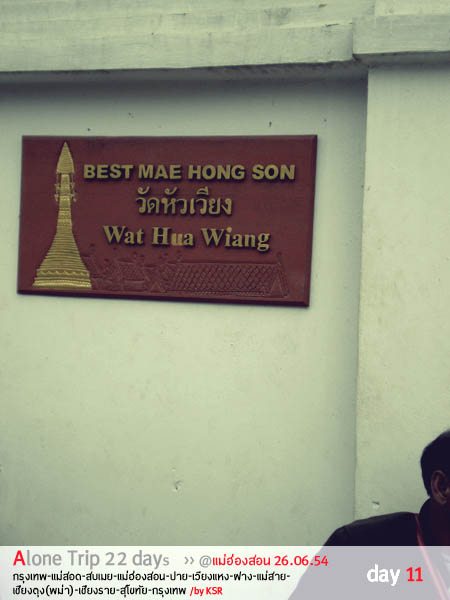 BEST MAE HONG SON
วัดหัวเวียง
Wat Hua Wiang
Alone Trip 22 days ›› @แม่ฮ่องสอน 26.06.54
กรุงเทพ-แม่สอด-สบเมย-แม่ฮ่องสอน-ปาย-เวียงแหง-ฝาง-แม่สาย-
เชียงตุง(พม่า)-เชียงราย-สุโขทัย-กรุงเทพ /by KSR
day 11